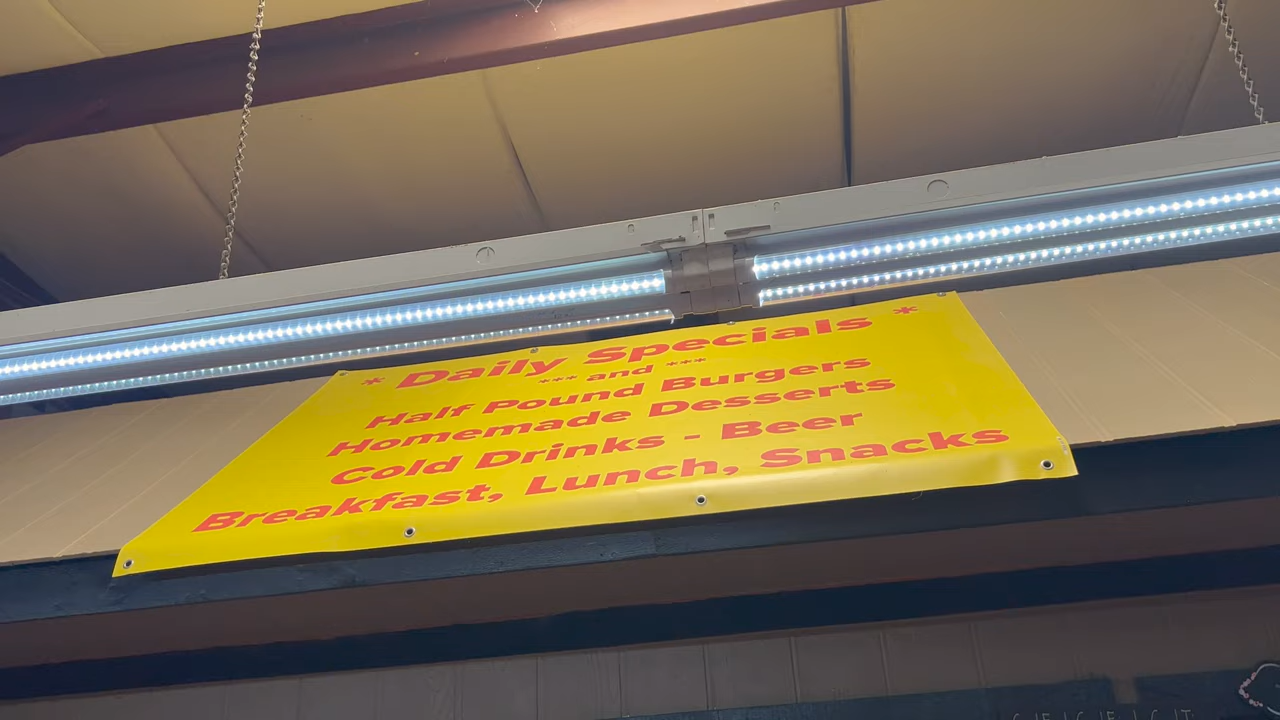 * Daily Specials *
*** and ***
Half Pound Burgers
Homemade Desserts
Cold Drinks - Beer
Breakfast, Lunch, Snacks